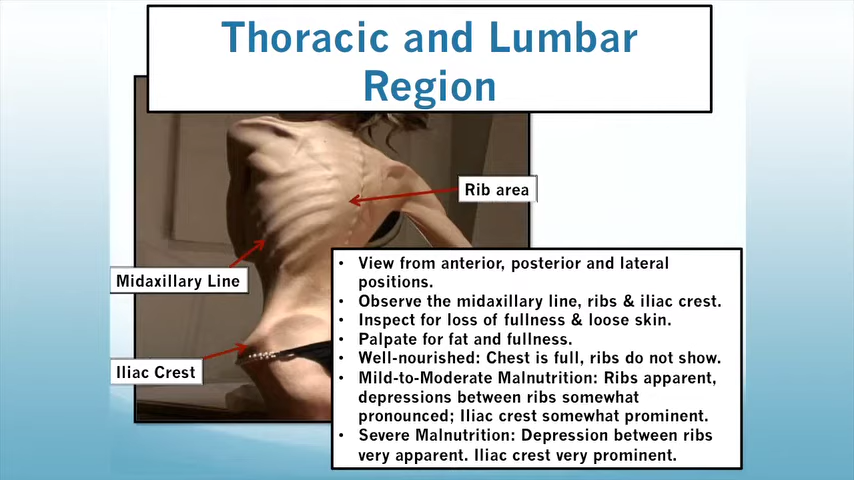 Thoracic and Lumbar
Region
Rib area
Midaxillary Line
Iliac Crest
• View from anterior, posterior and lateral
positions.
• Observe the midaxillary line, ribs & iliac crest.
• Inspect for loss of fullness & loose skin.
• Palpate for fat and fullness.
• Well-nourished: Chest is full, ribs do not show.
• Mild-to-Moderate Malnutrition: Ribs apparent,
depressions between ribs somewhat
pronounced; Iliac crest somewhat prominent.
• Severe Malnutrition: Depression between ribs
very apparent. Iliac crest very prominent.